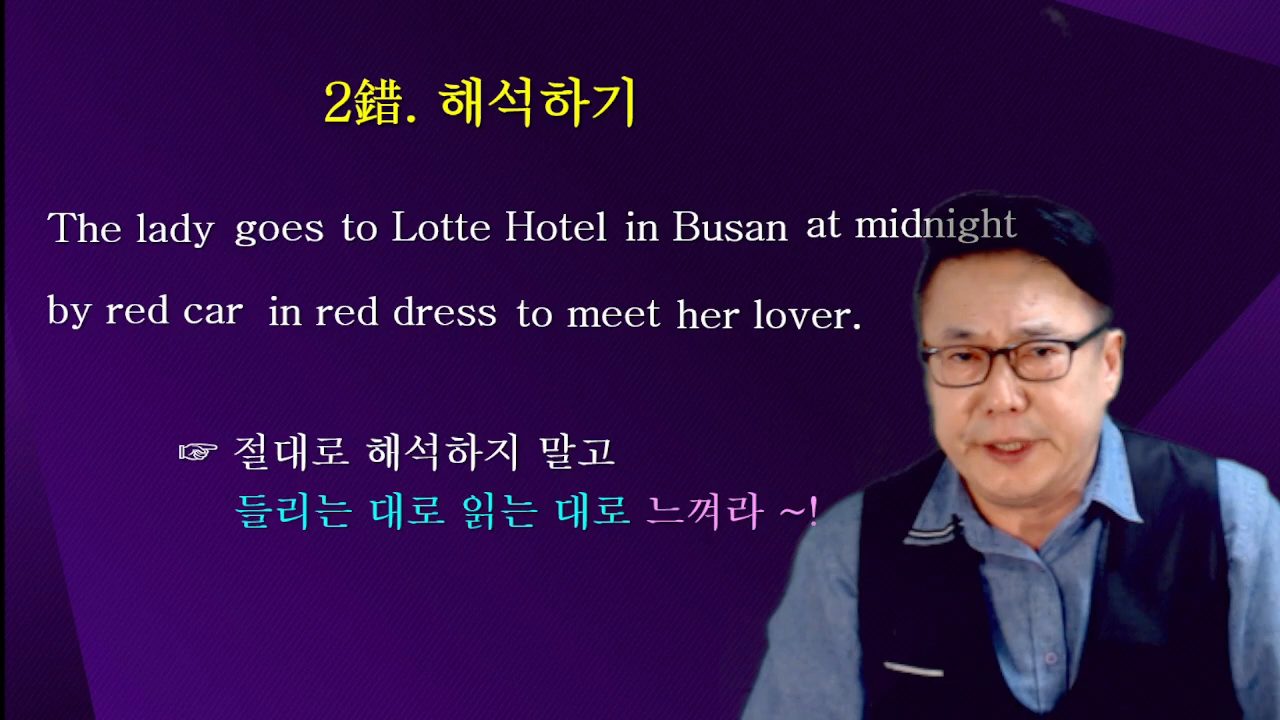 2錯. 해석하기
The lady goes to Lotte Hotel in Busan at midnight
by red car in red dress to meet her lover.
☞ 절대로 해석하지 말고
들리는 대로 읽는 대로 느껴라 ~!